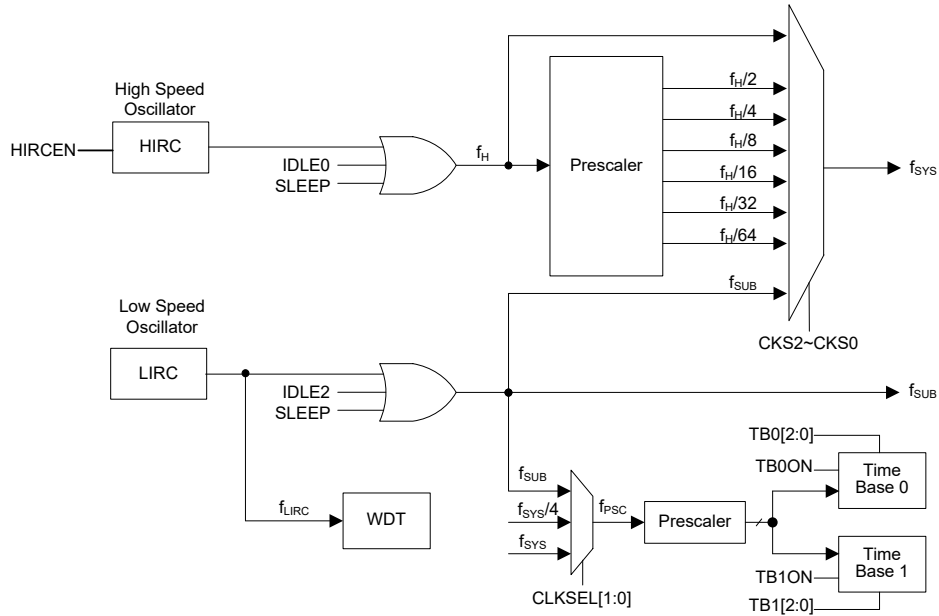 High Speed
Oscillator
HIRCEN
HIRC
IDLE0
SLEEP
fH
Prescaler
fH/2
fH/4
fH/8
fH/16
fH/32
fH/64
fSUB
fSYS
CKS2~CKS0
Low Speed
Oscillator
LIRC
IDLE2
SLEEP
fSUB
fLIRC
WDT
fSUB
fSYS/4
fSYS
CLKSEL[1:0]
fPSC
Prescaler
TB0[2:0]
TB0ON
Time
Base 0
Time
Base 1
TB1ON
TB1[2:0]